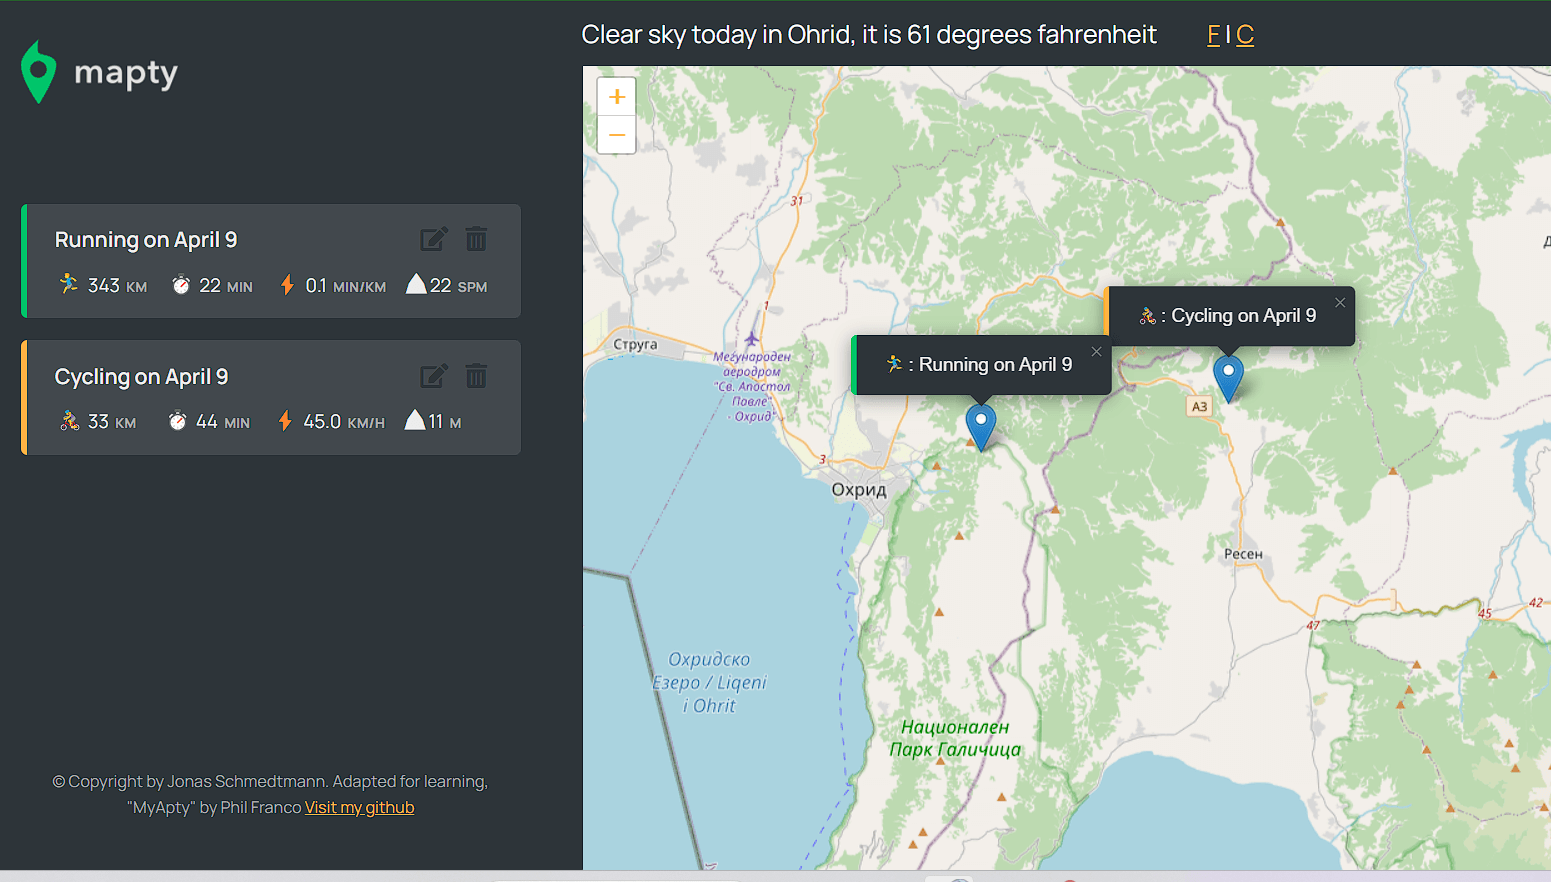 mapty
Clear sky today in Ohrid, it is 61 degrees fahrenheit F | C
Running on April 9
343 KM 22 MIN 0.1 MIN/KM 22 SPM
Cycling on April 9
33 KM 44 MIN 45.0 KM/H 11 M
© Copyright by Jonas Schmedtmann. Adapted for learning,
"MyApty" by Phil Franco Visit my github
+
−
31
Д
: Cycling on April 9 ×
1
Струга
: Running on April 9 ×
Меѓународен
аеродром
"Св. Апостол
Павле"
- Охрид"
A3
3
Охрид
Ресен
42
45
47
Охридско
Езеро / Liqeni
i Ohrit
Национален
Парк Галичица